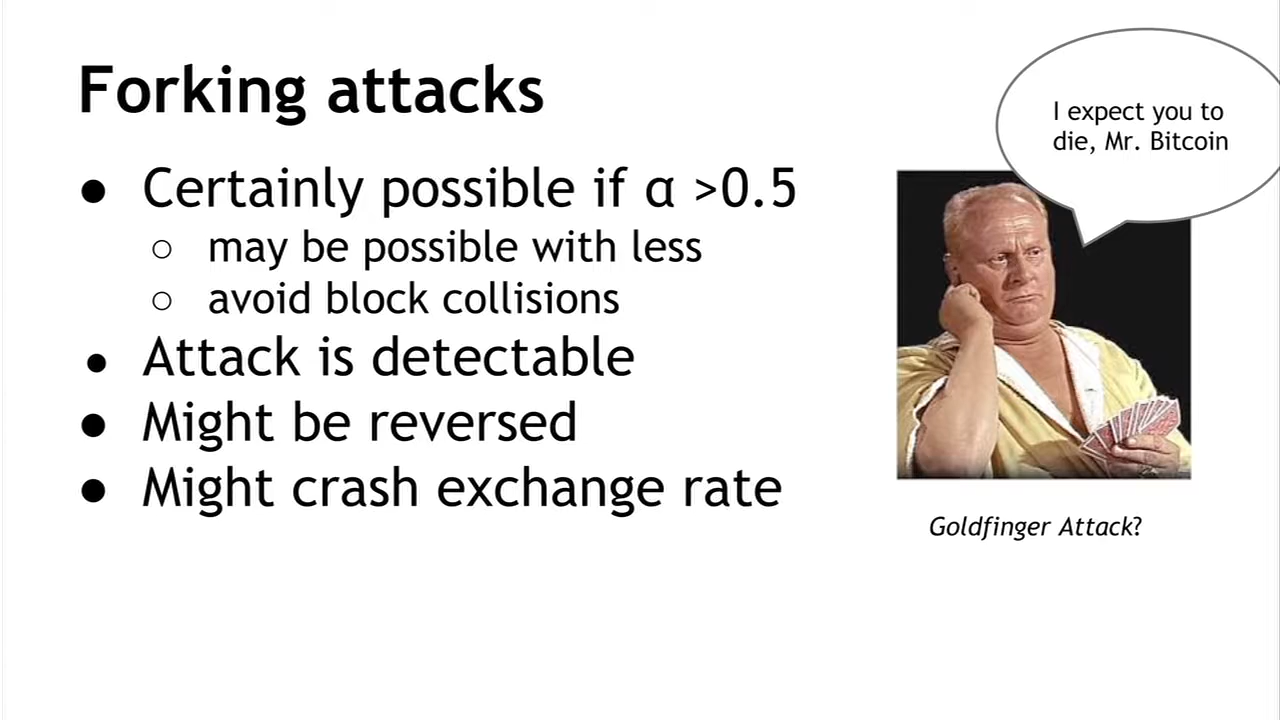 Forking attacks
I expect you to
die, Mr. Bitcoin
● Certainly possible if α >0.5
○ may be possible with less
○ avoid block collisions
● Attack is detectable
● Might be reversed
● Might crash exchange rate
Goldfinger Attack?